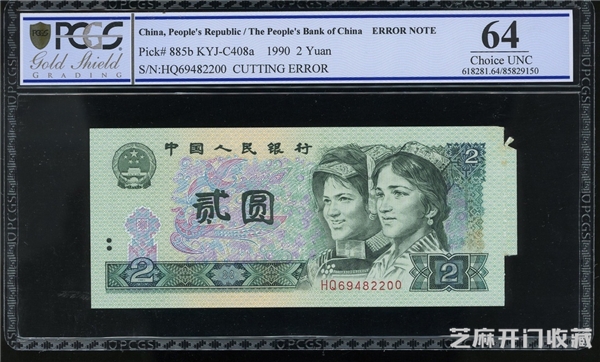 PCGS
Gold Shield
GRADING
China, People's Republic / The People's Bank of China ERROR NOTE
Pick# 885b KYJ-C408a 1990 2 Yuan
S/N:HQ69482200 CUTTING ERROR
64
Choice UNC
618281.64/85829150
中国人民银行
2
贰圆
2
2
HQ69482200
芝麻开门收藏